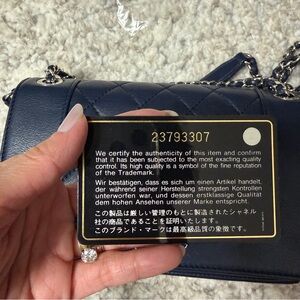 23793307
We certify the authenticity of this item and confirm
that it has been subjected to the most exacting quality
control. Its high quality is a symbol of the fine reputation
of the Trademark.
Wir bestätigen, dass es sich um einen Artikel handelt,
der während seiner Herstellung strengsten Kontrollen
unterworfen war, und dessen erstklassige Qualität
dem hohen Ansehen unserer Marke entspricht.
この製品は厳しい管理のもとに製造されたシャネル
社の商品であることを証明いたします。
このブランド・マークは最高級品の象徴です。